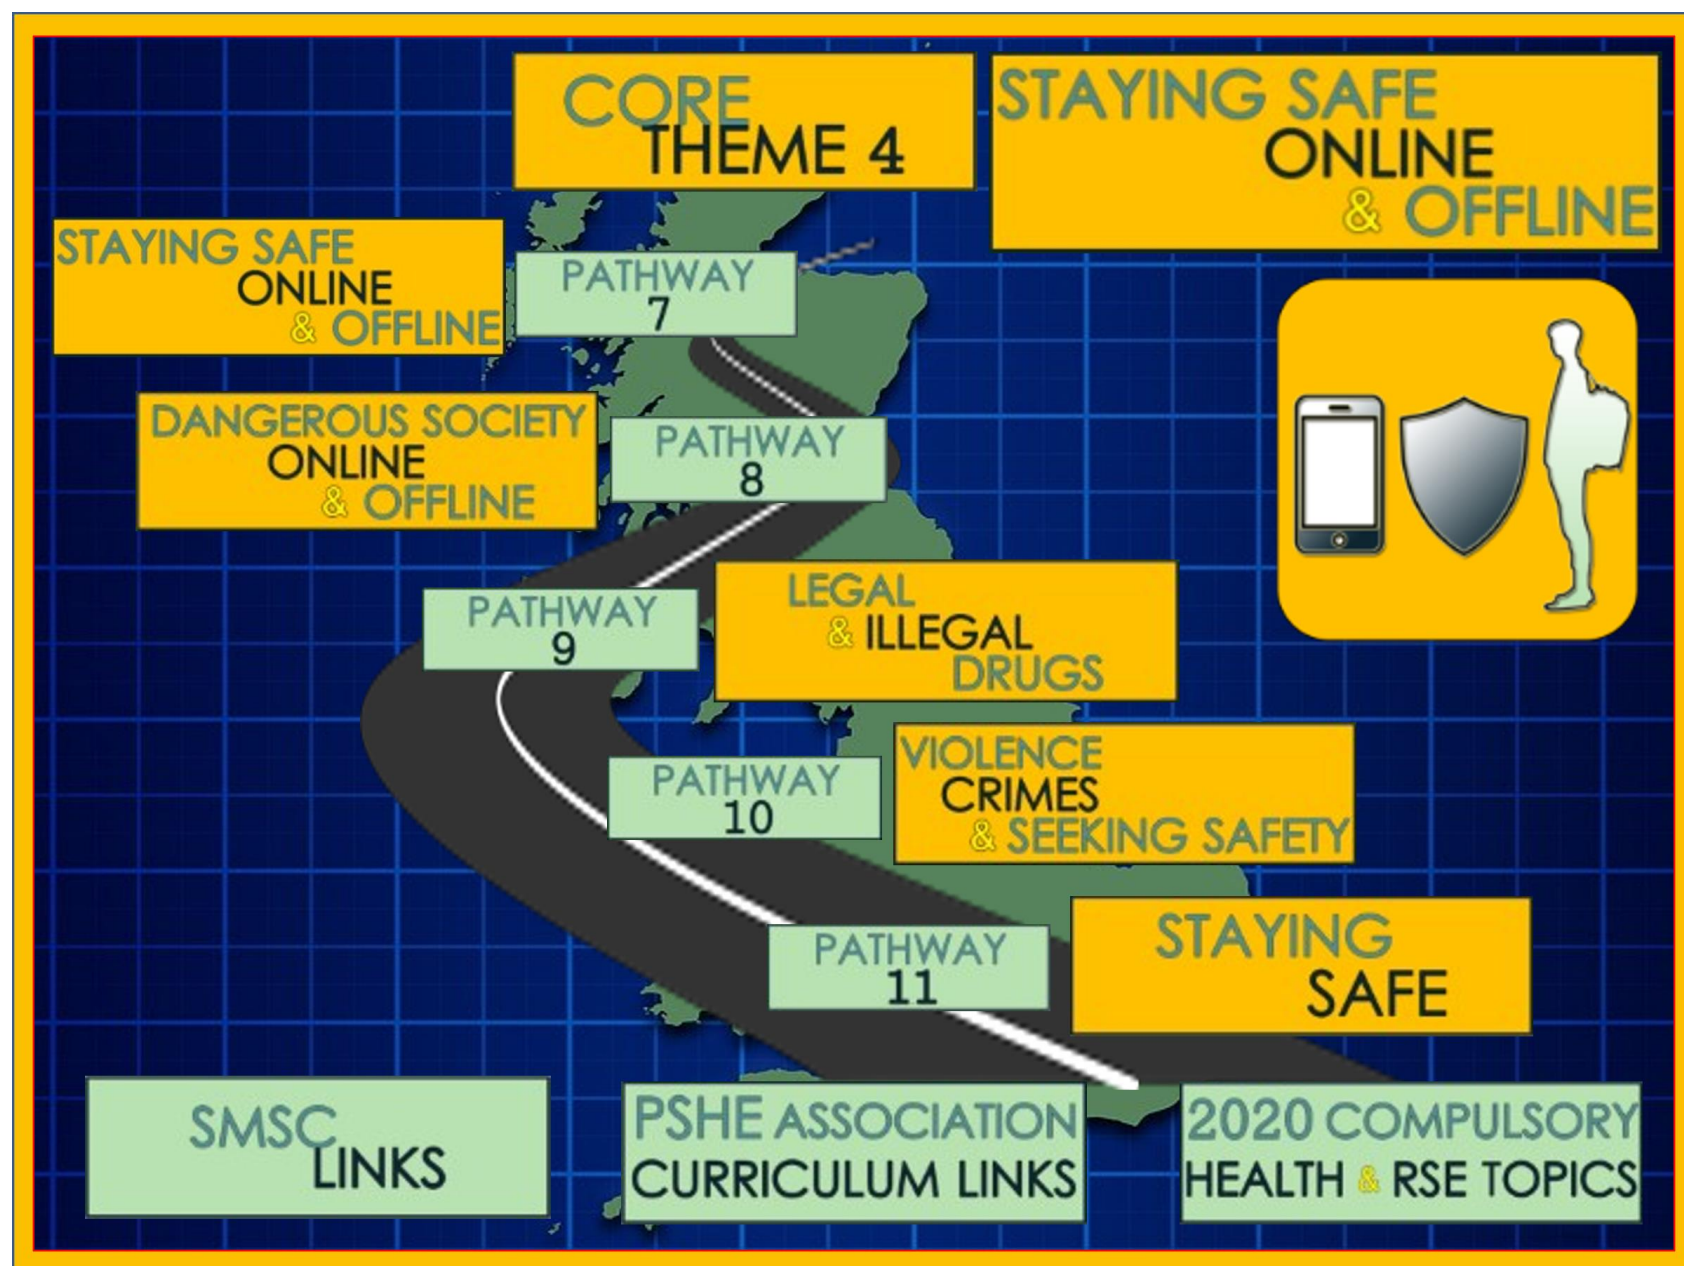 CORE
THEME 4
STAYING SAFE
ONLINE
& OFFLINE
STAYING SAFE
ONLINE
& OFFLINE
PATHWAY
7
DANGEROUS SOCIETY
ONLINE
& OFFLINE
PATHWAY
8
PATHWAY
9
LEGAL
& ILLEGAL
DRUGS
PATHWAY
10
VIOLENCE
CRIMES
& SEEKING SAFETY
PATHWAY
11
STAYING
SAFE
SMSC
LINKS
PSHE ASSOCIATION
CURRICULUM LINKS
2020 COMPULSORY
HEALTH & RSE TOPICS